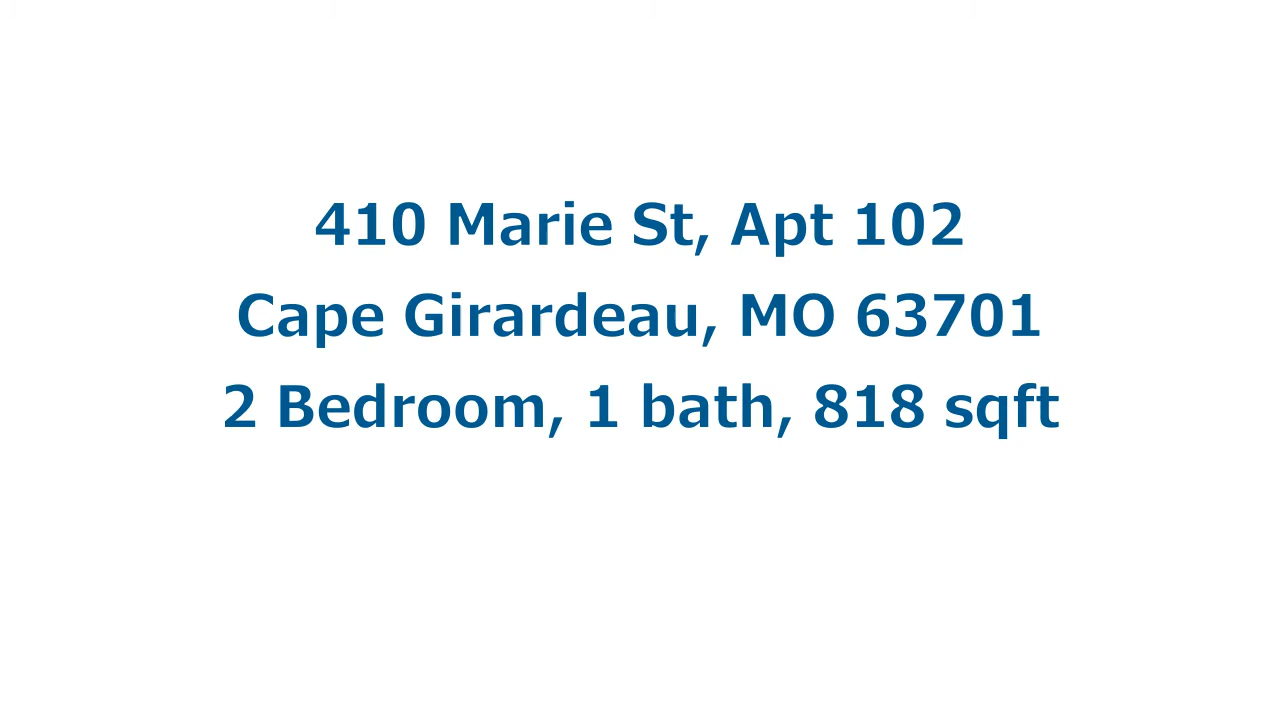 410 Marie St, Apt 102
Cape Girardeau, MO 63701
2 Bedroom, 1 bath, 818 sqft